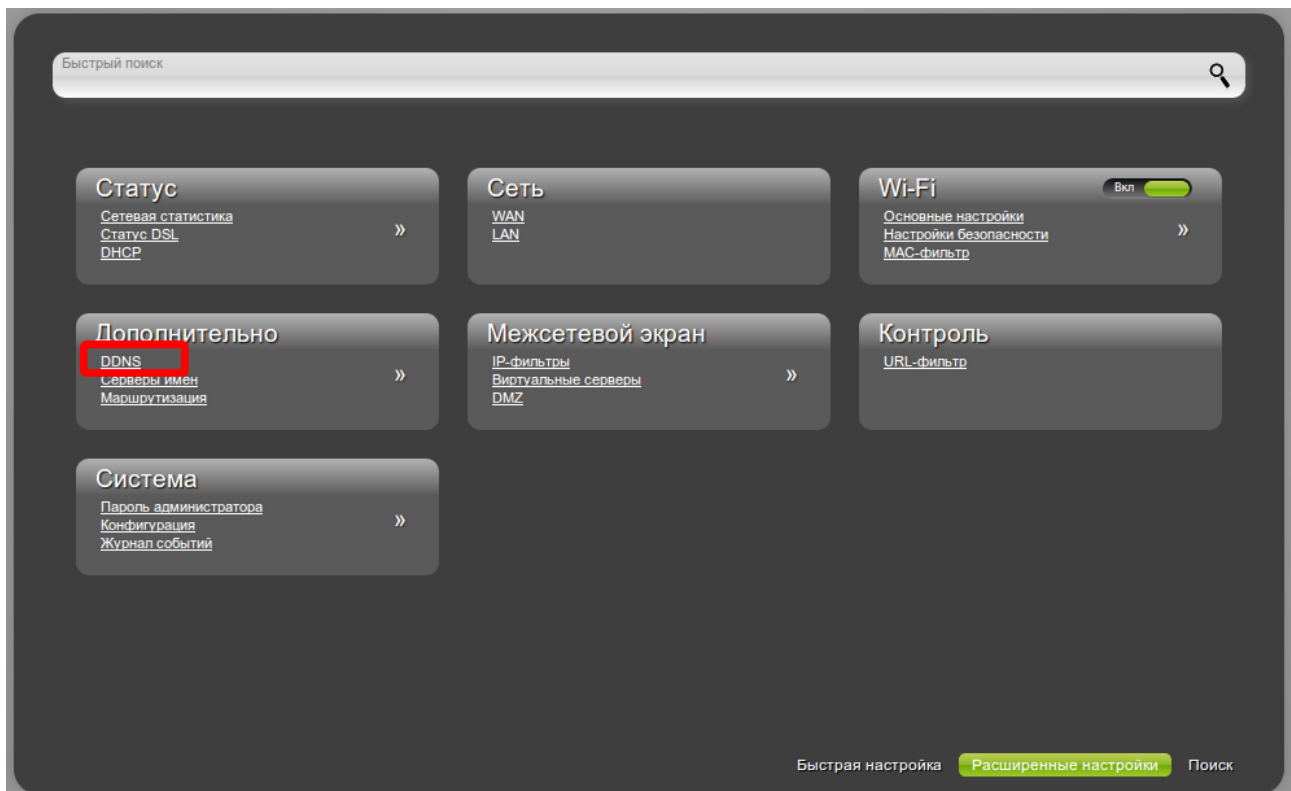 Быстрый поиск
Статус
Сетевая статистика
Статус DSL
DHCP
»
Сеть
WAN
LAN
Wi-Fi
Вкл
Основные настройки
Настройки безопасности
MAC-фильтр
»
Дополнительно
DDNS
Серверы имен
Маршрутизация
»
Межсетевой экран
IP-фильтры
Виртуальные серверы
DMZ
»
Контроль
URL-фильтр
Система
Пароль администратора
Конфигурация
Журнал событий
»
Быстрая настройка Расширенные настройки Поиск